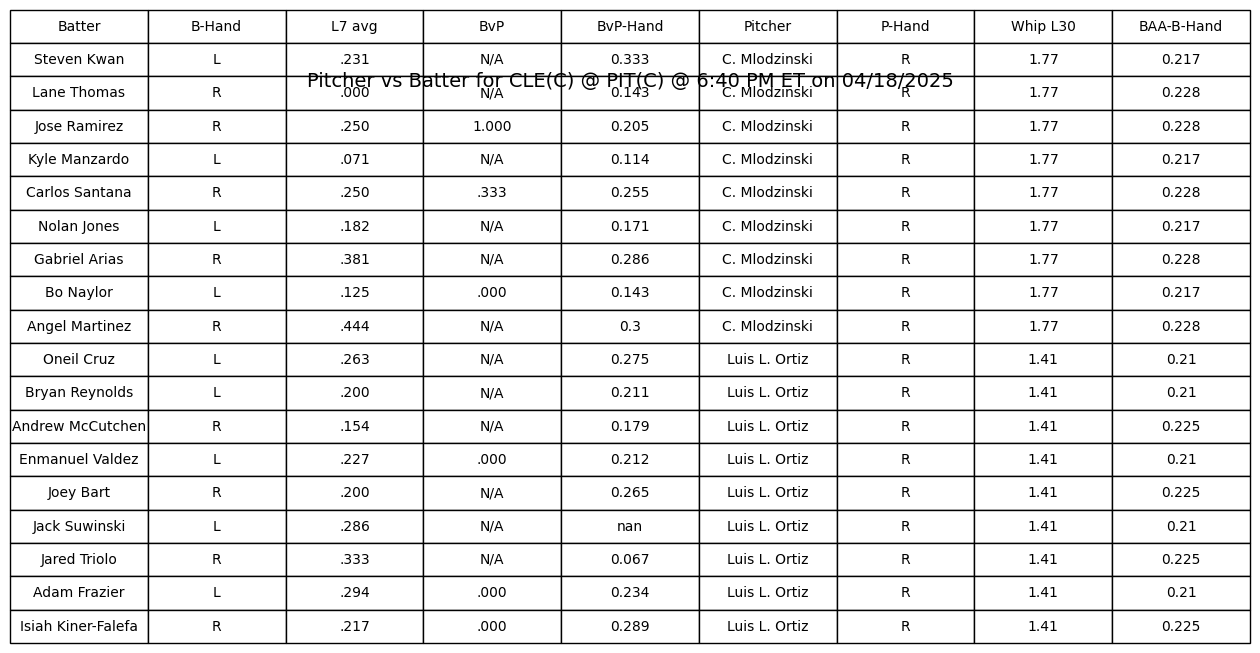 Batter B-Hand L7 avg BvP BvP-Hand Pitcher P-Hand Whip L30 BAA-B-Hand
Steven Kwan L .231 N/A 0.333 C. Mlodzinski R 1.77 0.217
Pitcher vs Batter for CLE(C) @ PIT(C) @ 6:40 PM ET on 04/18/2025
Lane Thomas R .000 N/A 0.143 C. Mlodzinski R 1.77 0.228
Jose Ramirez R .250 1.000 0.205 C. Mlodzinski R 1.77 0.228
Kyle Manzardo L .071 N/A 0.114 C. Mlodzinski R 1.77 0.217
Carlos Santana R .250 .333 0.255 C. Mlodzinski R 1.77 0.228
Nolan Jones L .182 N/A 0.171 C. Mlodzinski R 1.77 0.217
Gabriel Arias R .381 N/A 0.286 C. Mlodzinski R 1.77 0.228
Bo Naylor L .125 .000 0.143 C. Mlodzinski R 1.77 0.217
Angel Martinez R .444 N/A 0.3 C. Mlodzinski R 1.77 0.228
Oneil Cruz L .263 N/A 0.275 Luis L. Ortiz R 1.41 0.21
Bryan Reynolds L .200 N/A 0.211 Luis L. Ortiz R 1.41 0.21
Andrew McCutchen R .154 N/A 0.179 Luis L. Ortiz R 1.41 0.225
Enmanuel Valdez L .227 .000 0.212 Luis L. Ortiz R 1.41 0.21
Joey Bart R .200 N/A 0.265 Luis L. Ortiz R 1.41 0.225
Jack Suwinski L .286 N/A nan Luis L. Ortiz R 1.41 0.21
Jared Triolo R .333 N/A 0.067 Luis L. Ortiz R 1.41 0.225
Adam Frazier L .294 .000 0.234 Luis L. Ortiz R 1.41 0.21
Isiah Kiner-Falefa R .217 .000 0.289 Luis L. Ortiz R 1.41 0.225